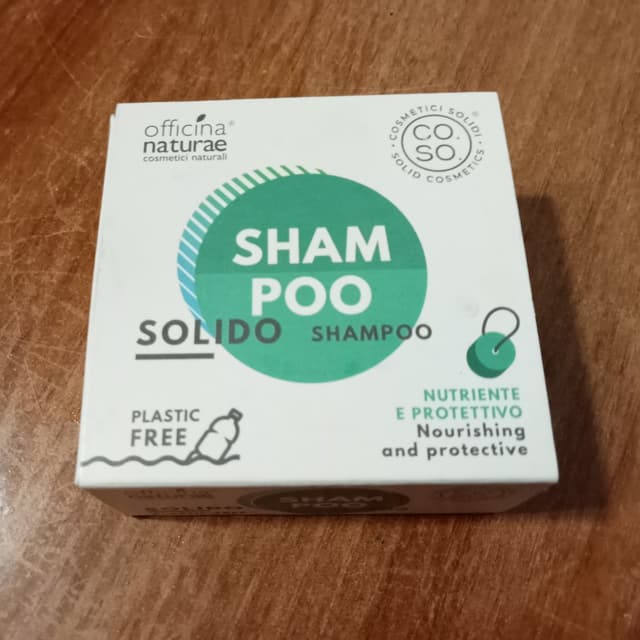 officina®
naturae
cosmetici naturali
• COSMETICI SOLIDI •
CO.
SO.
SOLID COSMETICS
SHAM
POO
SOLIDO SHAMPOO
PLASTIC
FREE
NUTRIENTE
E PROTETTIVO
Nourishing
and protective
SOLIDO
SHAM
POO